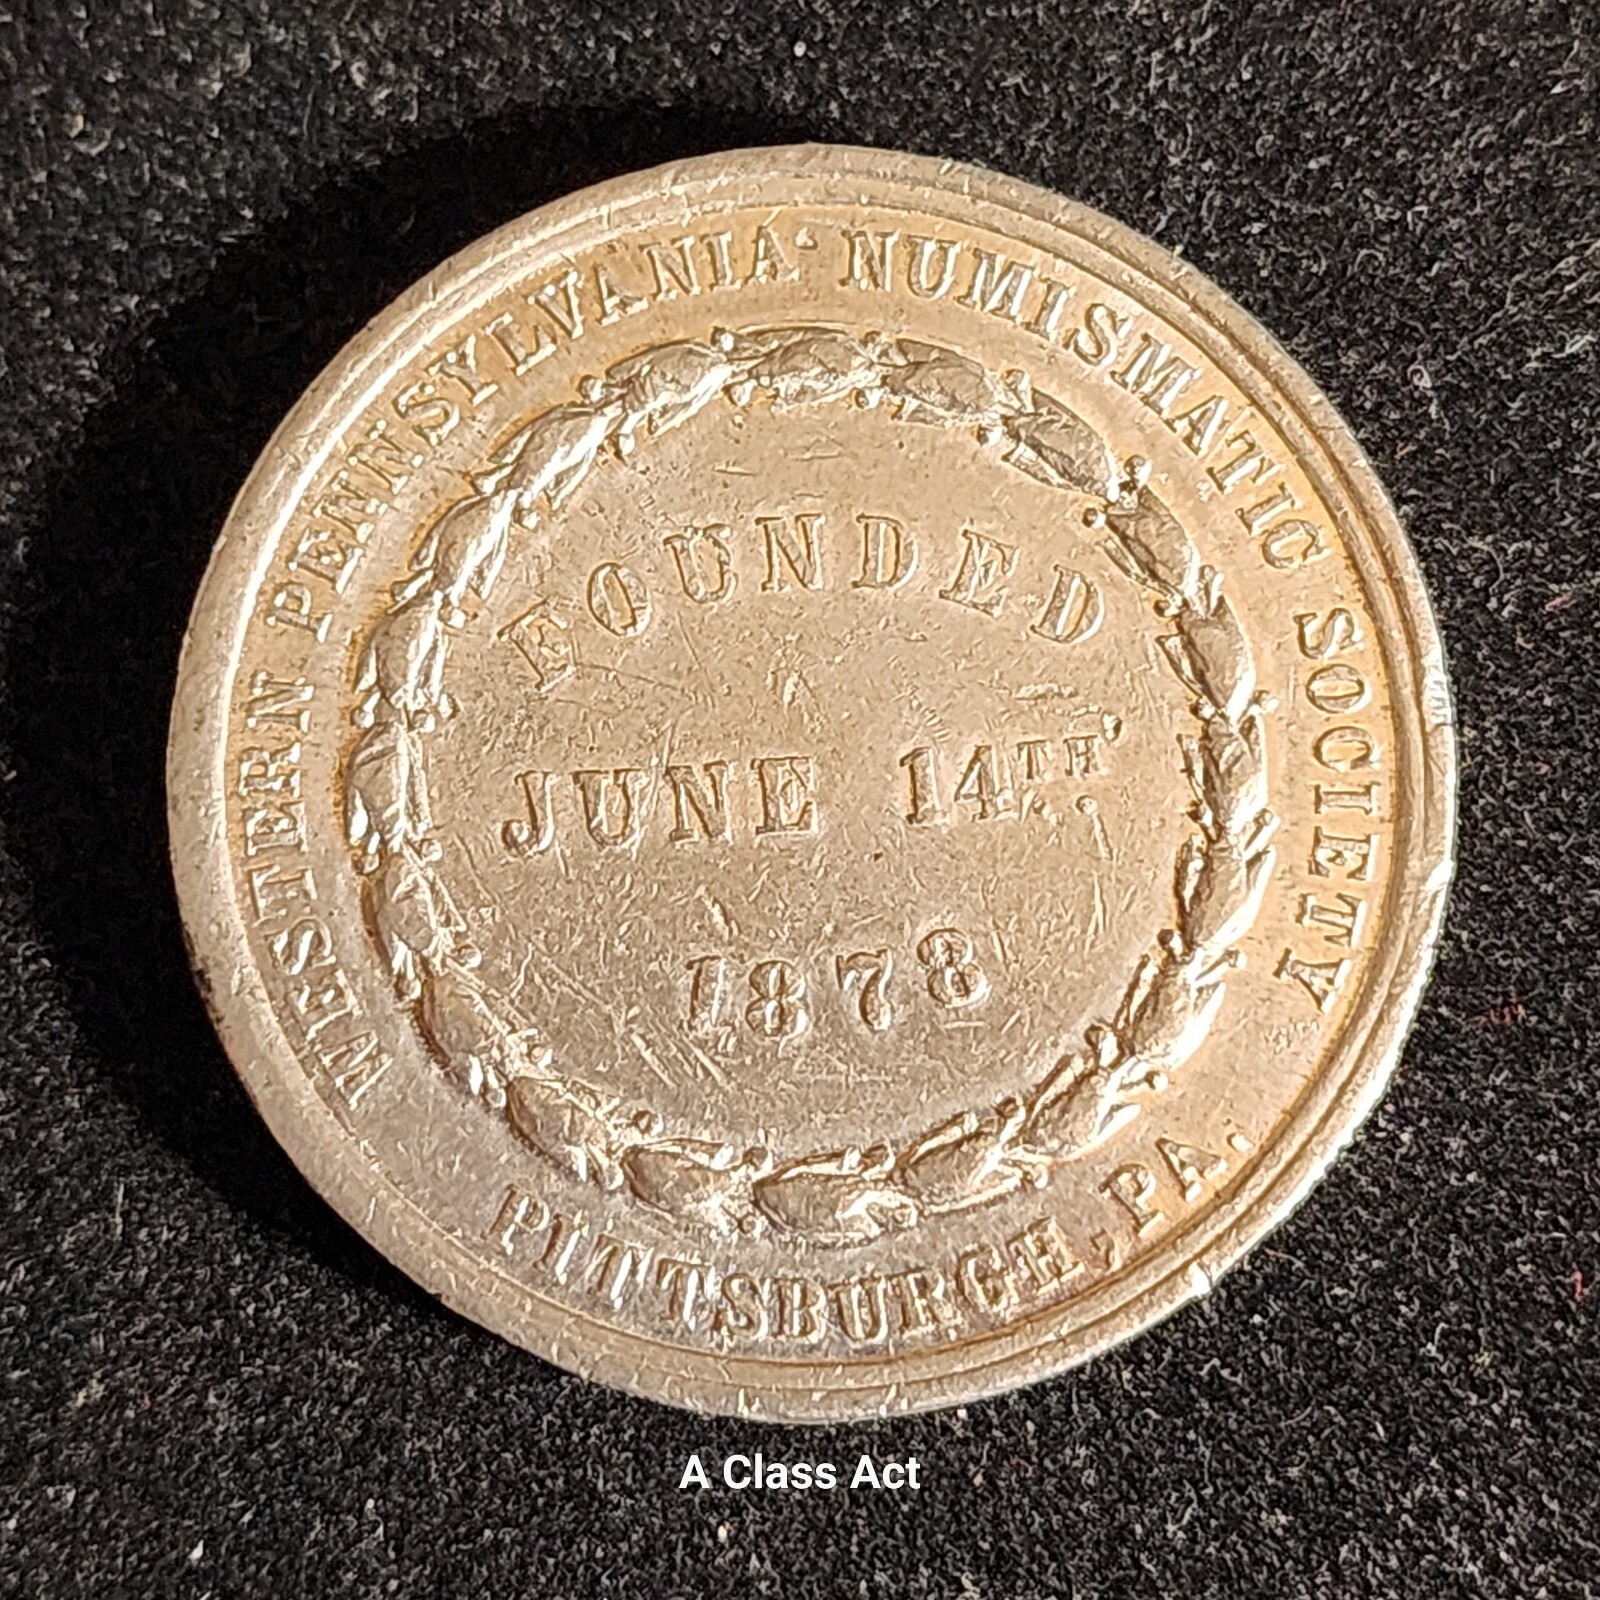 WESTERN PENNSYLVANIA NUMISMATIC SOCIETY
FOUNDED
JUNE 14TH
1878
PITTSBURGH, PA.
A Class Act